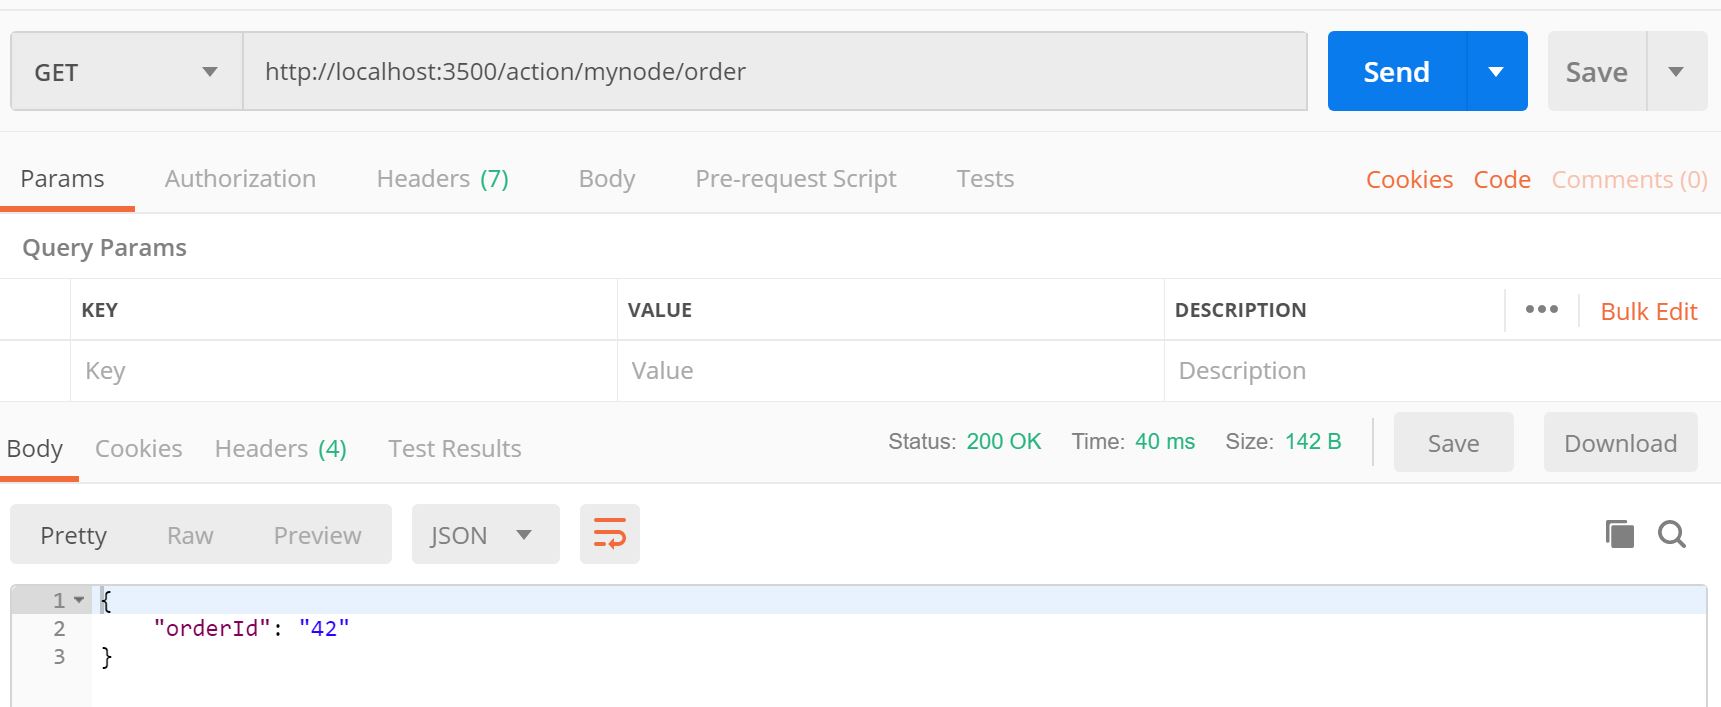 GET http://localhost:3500/action/mynode/order Send Save
Params Authorization Headers (7) Body Pre-request Script Tests Cookies Code Comments (0)
Query Params
KEY VALUE DESCRIPTION ••• Bulk Edit
Key Value Description
Body Cookies Headers (4) Test Results Status: 200 OK Time: 40 ms Size: 142 B Save Download
Pretty Raw Preview JSON
1 {
2 "orderId": "42"
3 }